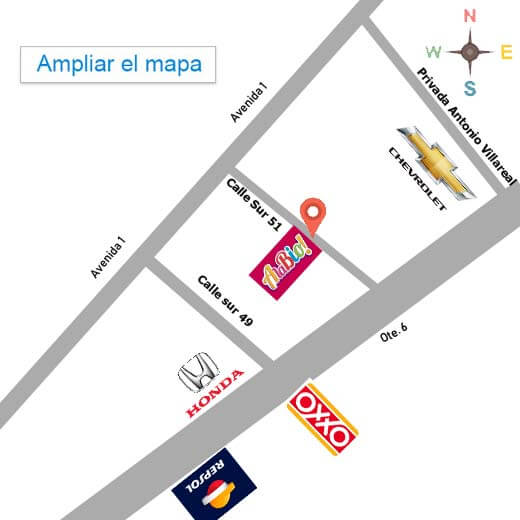 Ampliar el mapa
N
W
E
S
Avenida 1
Privada Antonio Villareal
CHEVROLET
Calle Sur 51
AlaBio!
Avenida 1
Calle sur 49
Ote. 6
HONDA
OXXO
REPSOL